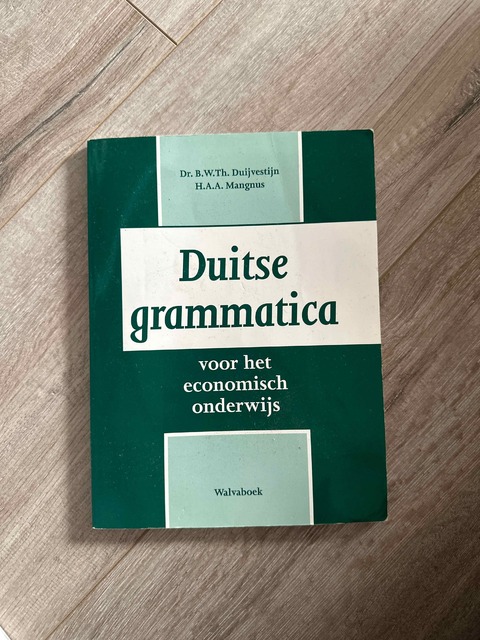 Dr. B.W.Th. Duijvestijn
H.A.A. Mangnus
Duitse
grammatica
voor het
economisch
onderwijs
Walvaboek